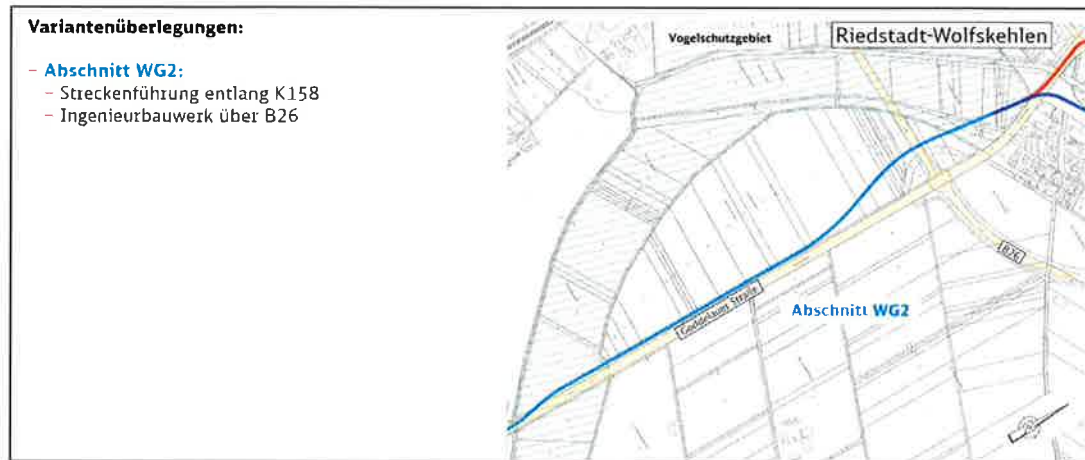 Variantenüberlegungen:
– Abschnitt WG2:
– Streckenführung entlang K158
– Ingenieurbauwerk über B26
Vogelschutzgebiet
Riedstadt-Wolfskehlen
B26
Goddelauer Straße
Abschnitt WG2